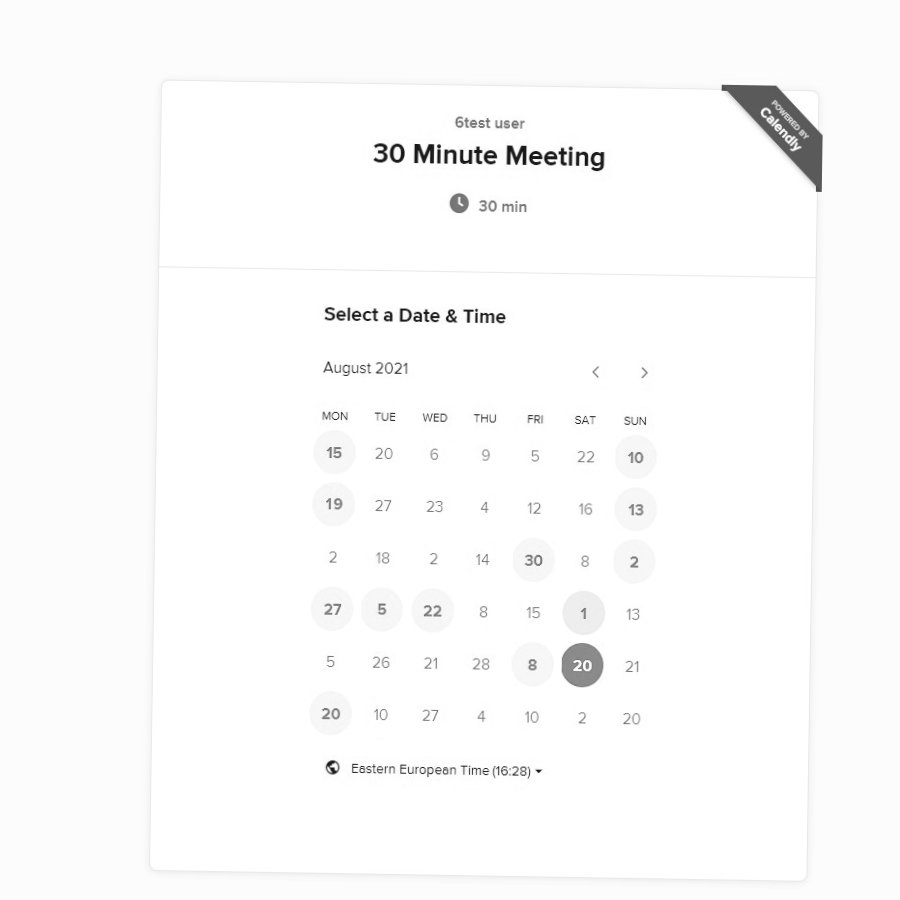 POWERED BY
Calendly
6test user
30 Minute Meeting
30 min
Select a Date & Time
August 2021
MON TUE WED THU FRI SAT SUN
15 20 6 9 5 22 10
19 27 23 4 12 16 13
2 18 2 14 30 8 2
27 5 22 8 15 1 13
5 26 21 28 8 20 21
20 10 27 4 10 2 20
Eastern European Time (16:28)